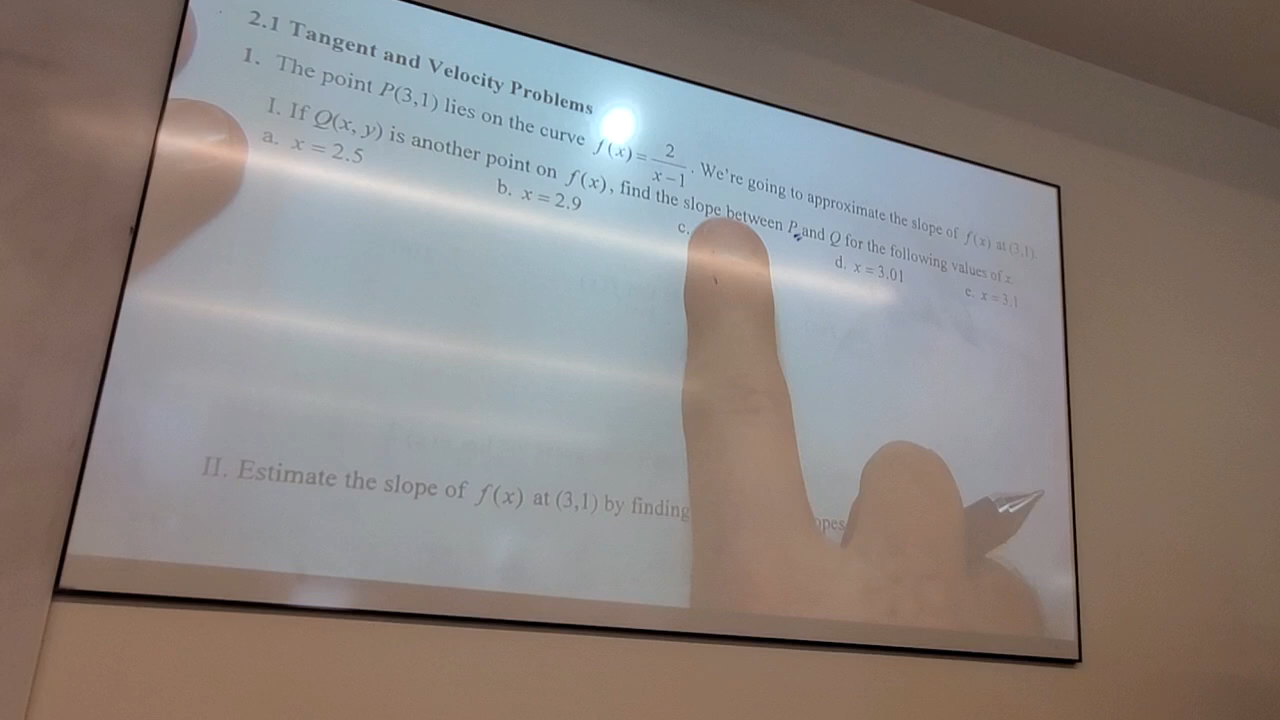 2.1 Tangent and Velocity Problems
1. The point P(3,1) lies on the curve f(x) = 2/(x−1). We're going to approximate the slope of f(x) at (3,1).
I. If Q(x, y) is another point on f(x), find the slope between P and Q for the following values of x.
a. x = 2.5 b. x = 2.9 c. d. x = 3.01 e. x = 3.1
II. Estimate the slope of f(x) at (3,1) by finding